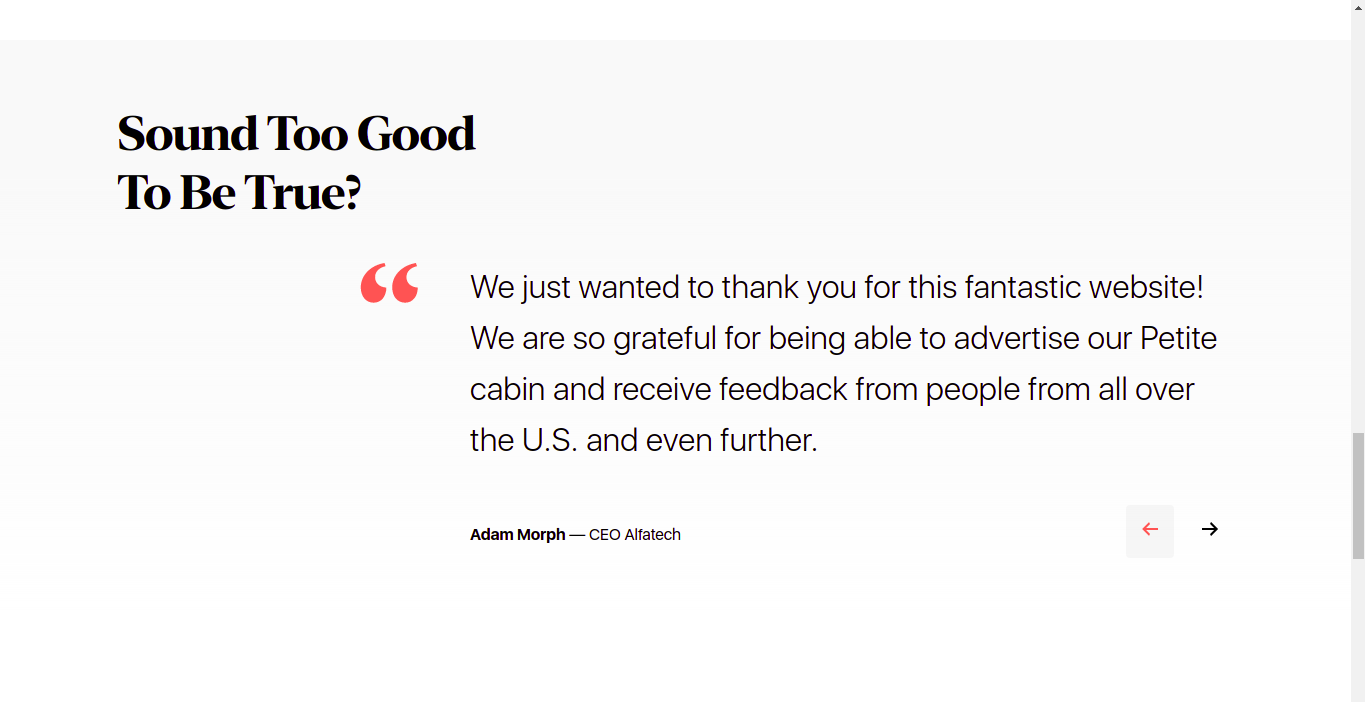 Sound Too Good
To Be True?
“
We just wanted to thank you for this fantastic website!
We are so grateful for being able to advertise our Petite
cabin and receive feedback from people from all over
the U.S. and even further.
Adam Morph — CEO Alfatech